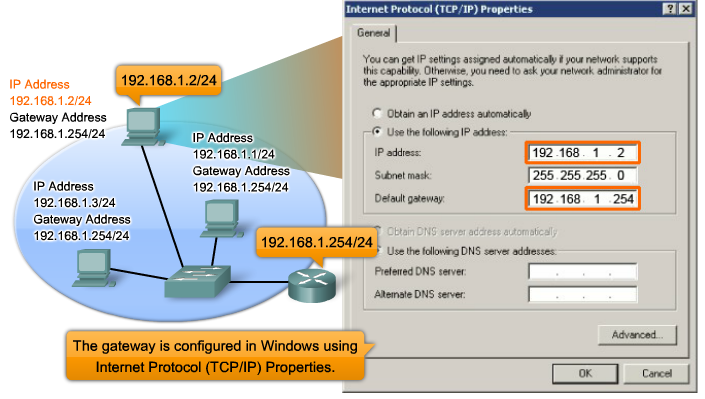 IP Address
192.168.1.2/24
Gateway Address
192.168.1.254/24
192.168.1.2/24
IP Address
192.168.1.1/24
Gateway Address
192.168.1.254/24
IP Address
192.168.1.3/24
Gateway Address
192.168.1.254/24
192.168.1.254/24
The gateway is configured in Windows using
Internet Protocol (TCP/IP) Properties.
Internet Protocol (TCP/IP) Properties
General
You can get IP settings assigned automatically if your network supports
this capability. Otherwise, you need to ask your network administrator for
the appropriate IP settings.
Obtain an IP address automatically
Use the following IP address:
IP address: 192 . 168 . 1 . 2
Subnet mask: 255 . 255 . 255 . 0
Default gateway: 192 . 168 . 1 . 254
Obtain DNS server address automatically
Use the following DNS server addresses:
Preferred DNS server: . . .
Alternate DNS server: . . .
Advanced...
OK Cancel